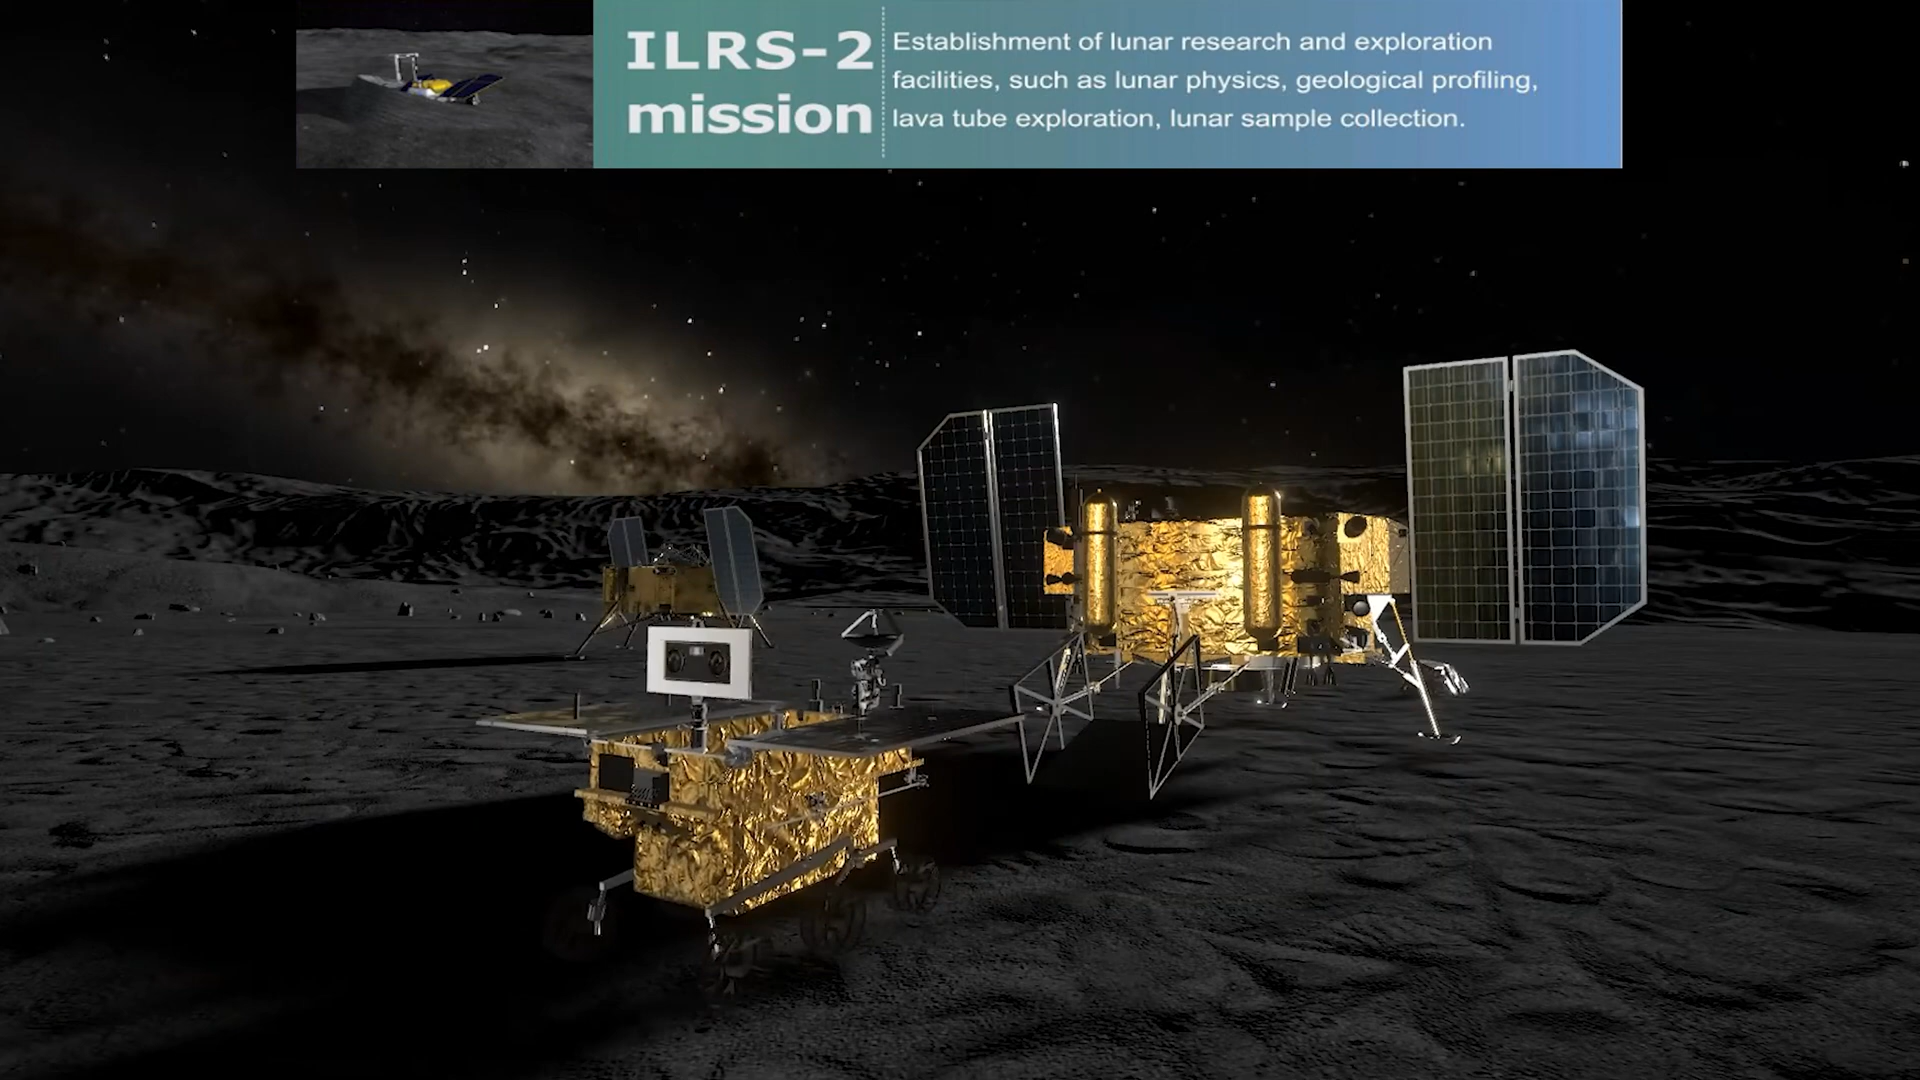 ILRS-2
mission
Establishment of lunar research and exploration
facilities, such as lunar physics, geological profiling,
lava tube exploration, lunar sample collection.